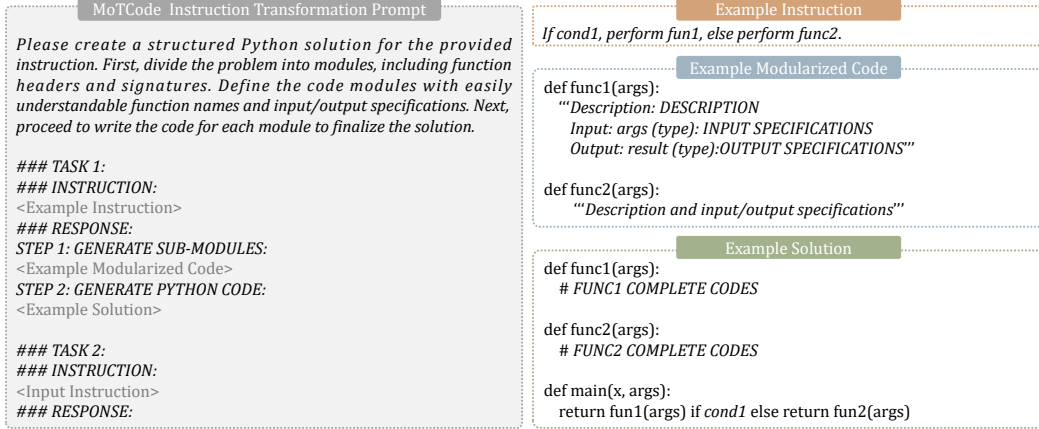 MoTCode Instruction Transformation Prompt
Please create a structured Python solution for the provided
instruction. First, divide the problem into modules, including function
headers and signatures. Define the code modules with easily
understandable function names and input/output specifications. Next,
proceed to write the code for each module to finalize the solution.
### TASK 1:
### INSTRUCTION:
<Example Instruction>
### RESPONSE:
STEP 1: GENERATE SUB-MODULES:
<Example Modularized Code>
STEP 2: GENERATE PYTHON CODE:
<Example Solution>
### TASK 2:
### INSTRUCTION:
<Input Instruction>
### RESPONSE:
Example Instruction
If cond1, perform fun1, else perform func2.
Example Modularized Code
def func1(args):
‘‘‘Description: DESCRIPTION
Input: args (type): INPUT SPECIFICATIONS
Output: result (type):OUTPUT SPECIFICATIONS’’’
def func2(args):
‘‘‘Description and input/output specifications’’’
Example Solution
def func1(args):
# FUNC1 COMPLETE CODES
def func2(args):
# FUNC2 COMPLETE CODES
def main(x, args):
return fun1(args) if cond1 else return fun2(args)